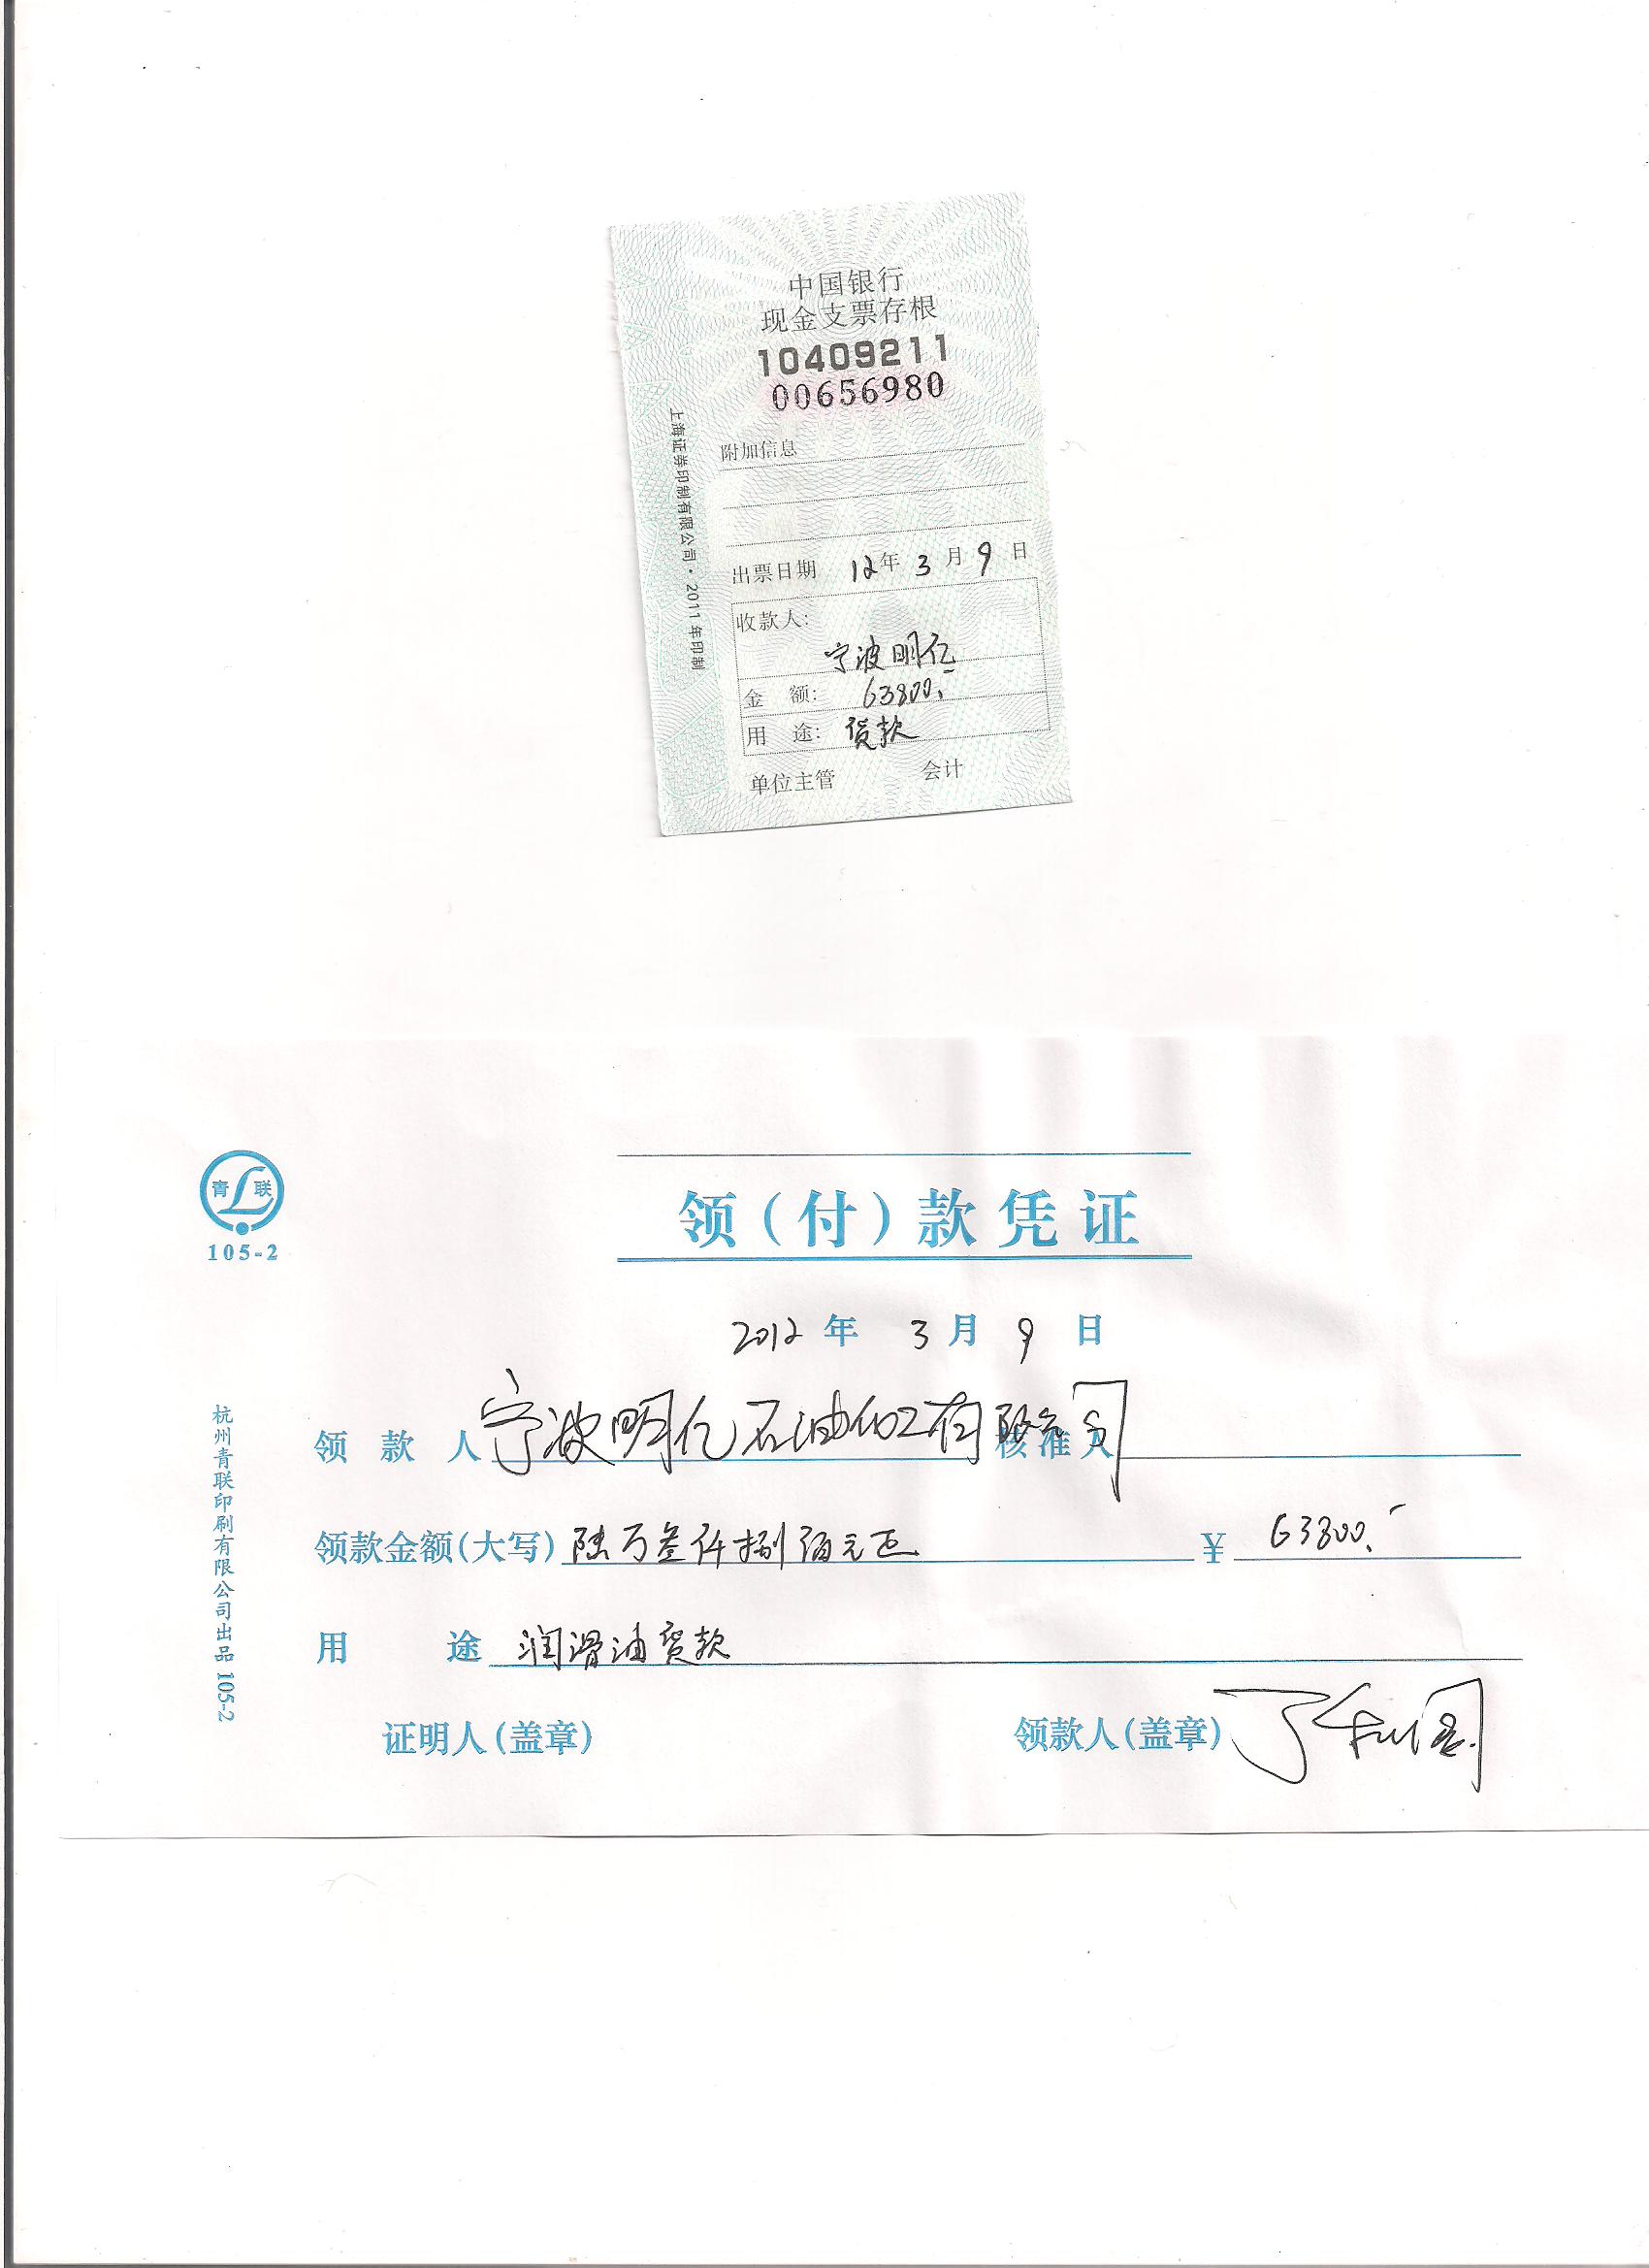 中国银行
现金支票存根
10409211
00656980
附加信息
出票日期 12年 3 月 9 日
收款人:
宁波明亿
金 额: 63800.
用 途: 货款
单位主管 会计
上海证券印制有限公司·2011年印制
青 联
105-2
领(付)款凭证
2012 年 3 月 9 日
领 款 人 宁波明亿石油化工有限公司 核准人
领款金额(大写) 陆万叁仟捌佰元正 ¥ 63800.-
用 途 润滑油货款
证明人(盖章) 领款人(盖章)
杭州青联印刷有限公司出品 105-2